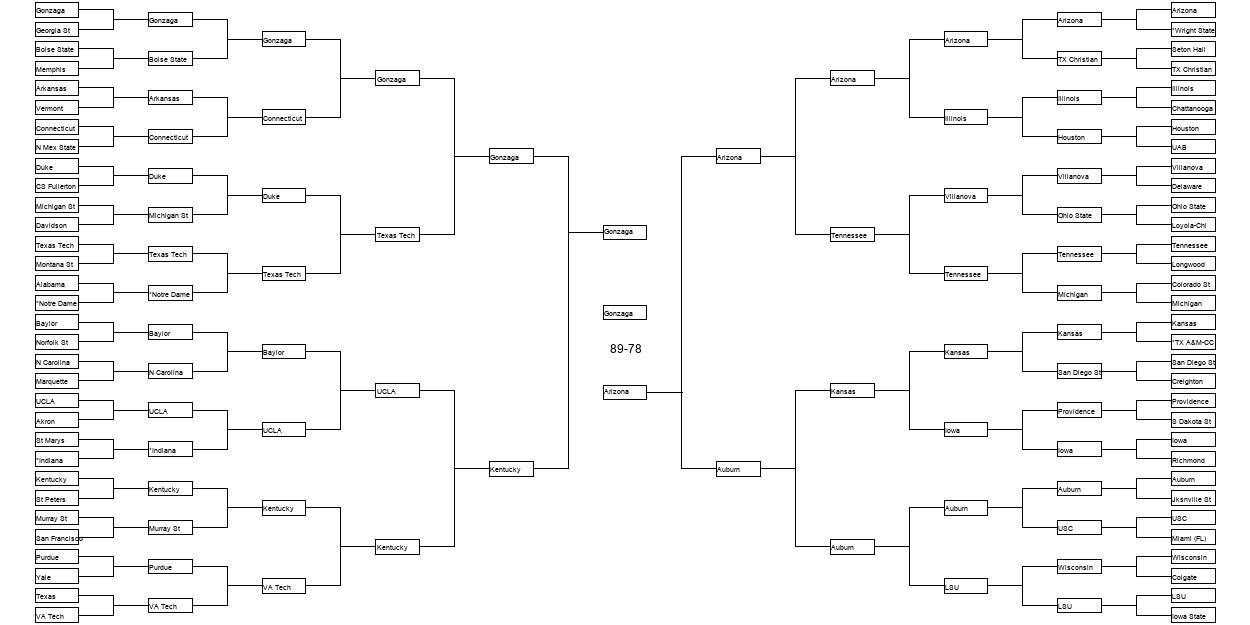 Gonzaga
Georgia St
Boise State
Memphis
Arkansas
Vermont
Connecticut
N Mex State
Duke
CS Fullerton
Michigan St
Davidson
Texas Tech
Montana St
Alabama
*Notre Dame
Baylor
Norfolk St
N Carolina
Marquette
UCLA
Akron
St Marys
*Indiana
Kentucky
St Peters
Murray St
San Francisco
Purdue
Yale
Texas
VA Tech
Gonzaga
Boise State
Arkansas
Connecticut
Duke
Michigan St
Texas Tech
*Notre Dame
Baylor
N Carolina
UCLA
*Indiana
Kentucky
Murray St
Purdue
VA Tech
Gonzaga
Connecticut
Duke
Texas Tech
Baylor
UCLA
Kentucky
VA Tech
Gonzaga
Texas Tech
UCLA
Kentucky
Gonzaga
Kentucky
Gonzaga
Gonzaga
89-78
Arizona
Arizona
Auburn
Arizona
Tennessee
Kansas
Auburn
Arizona
Illinois
Villanova
Tennessee
Kansas
Iowa
Auburn
LSU
Arizona
TX Christian
Illinois
Houston
Villanova
Ohio State
Tennessee
Michigan
Kansas
San Diego St
Providence
Iowa
Auburn
USC
Wisconsin
LSU
Arizona
*Wright State
Seton Hall
TX Christian
Illinois
Chattanooga
Houston
UAB
Villanova
Delaware
Ohio State
Loyola-Chi
Tennessee
Longwood
Colorado St
Michigan
Kansas
*TX A&M-CC
San Diego St
Creighton
Providence
S Dakota St
Iowa
Richmond
Auburn
Jksnville St
USC
Miami (FL)
Wisconsin
Colgate
LSU
Iowa State